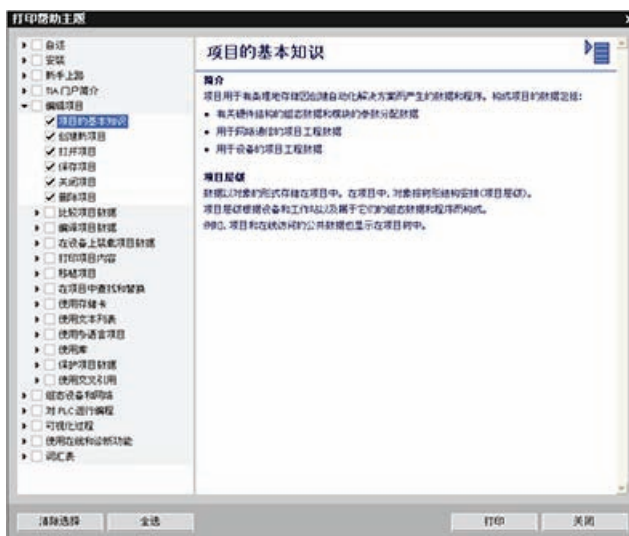 打印帮助主题
自述
安装
新手上路
TIA 门户简介
编辑项目
项目的基本知识
创建新项目
打开项目
保存项目
关闭项目
删除项目
比较项目数据
编译项目数据
在设备上装载项目数据
打印项目内容
移植项目
在项目中查找和替换
使用存储卡
使用文本列表
使用多语言项目
使用库
保护项目数据
使用交叉引用
组态设备和网络
对 PLC 进行编程
可视化过程
使用在线和诊断功能
词汇表
项目的基本知识
简介
项目用于有条理地存储因创建自动化解决方案而产生的数据和程序。构成项目的数据包括:
• 有关硬件结构的组态数据和模块的参数分配数据
• 用于网络通信的项目工程数据
• 用于设备的项目工程数据
项目层级
数据以对象的形式存储在项目中。在项目中，对象按树形结构安排(项目层级)。
项目层级根据设备和工作站以及属于它们的组态数据和程序而构成。
例如，项目和在线访问的公共数据也显示在项目树中。
清除选择
全选
打印
关闭